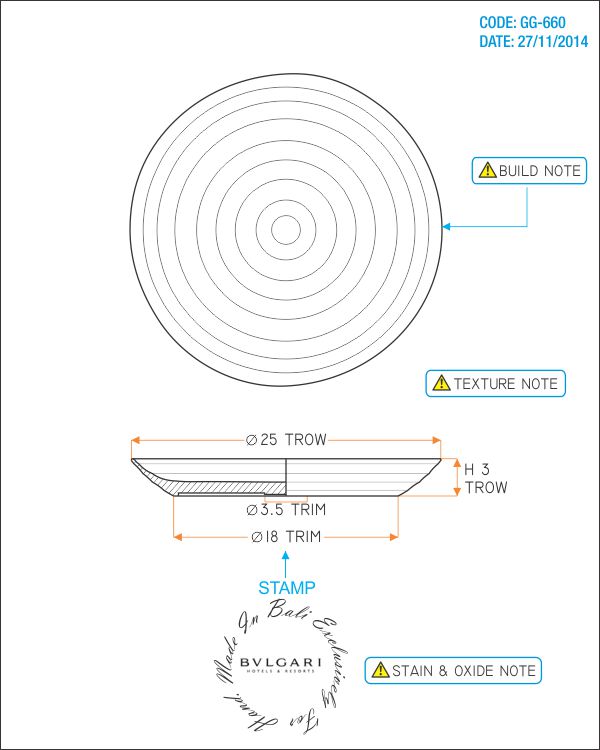 CODE: GG-660
DATE: 27/11/2014
BUILD NOTE
TEXTURE NOTE
Ø 25 TROW
H 3
TROW
Ø 3.5 TRIM
Ø18 TRIM
STAMP
Hand Made In Bali Exclusively For
BVLGARI
HOTELS & RESORTS
STAIN & OXIDE NOTE